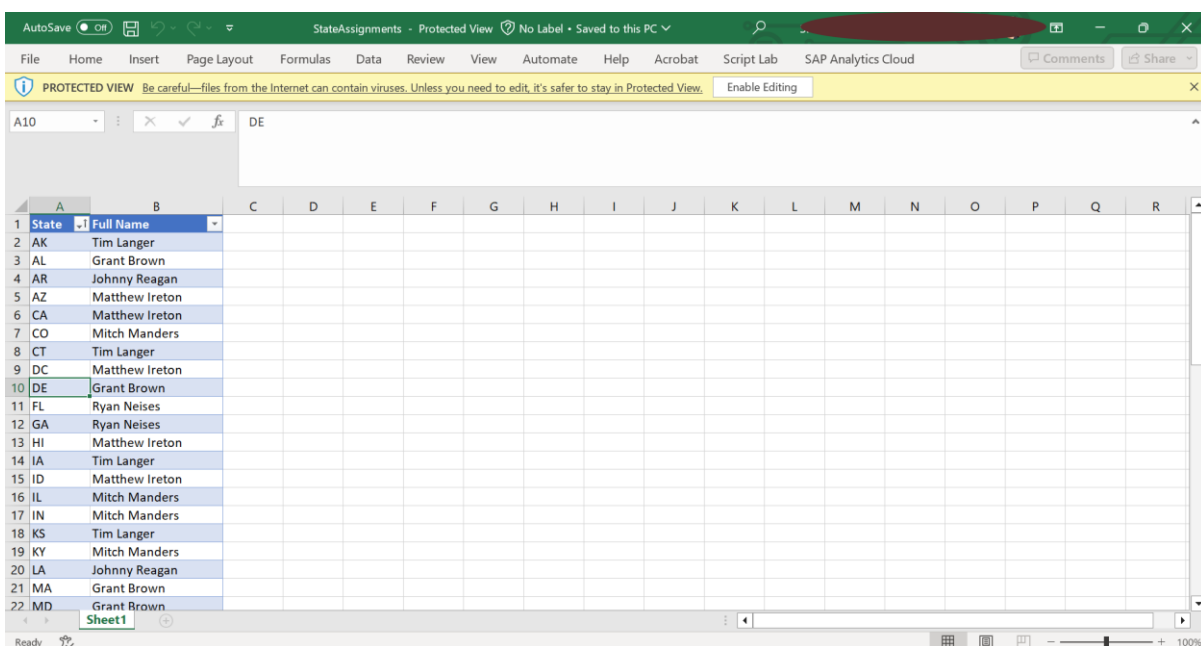 AutoSave Off StateAssignments - Protected View No Label • Saved to this PC
File Home Insert Page Layout Formulas Data Review View Automate Help Acrobat Script Lab SAP Analytics Cloud Comments Share
PROTECTED VIEW Be careful—files from the Internet can contain viruses. Unless you need to edit, it's safer to stay in Protected View. Enable Editing
A10 fx DE
A B C D E F G H I J K L M N O P Q R
1 State Full Name
2 AK Tim Langer
3 AL Grant Brown
4 AR Johnny Reagan
5 AZ Matthew Ireton
6 CA Matthew Ireton
7 CO Mitch Manders
8 CT Tim Langer
9 DC Matthew Ireton
10 DE Grant Brown
11 FL Ryan Neises
12 GA Ryan Neises
13 HI Matthew Ireton
14 IA Tim Langer
15 ID Matthew Ireton
16 IL Mitch Manders
17 IN Mitch Manders
18 KS Tim Langer
19 KY Mitch Manders
20 LA Johnny Reagan
21 MA Grant Brown
22 MD Grant Brown
Sheet1
Ready 100%